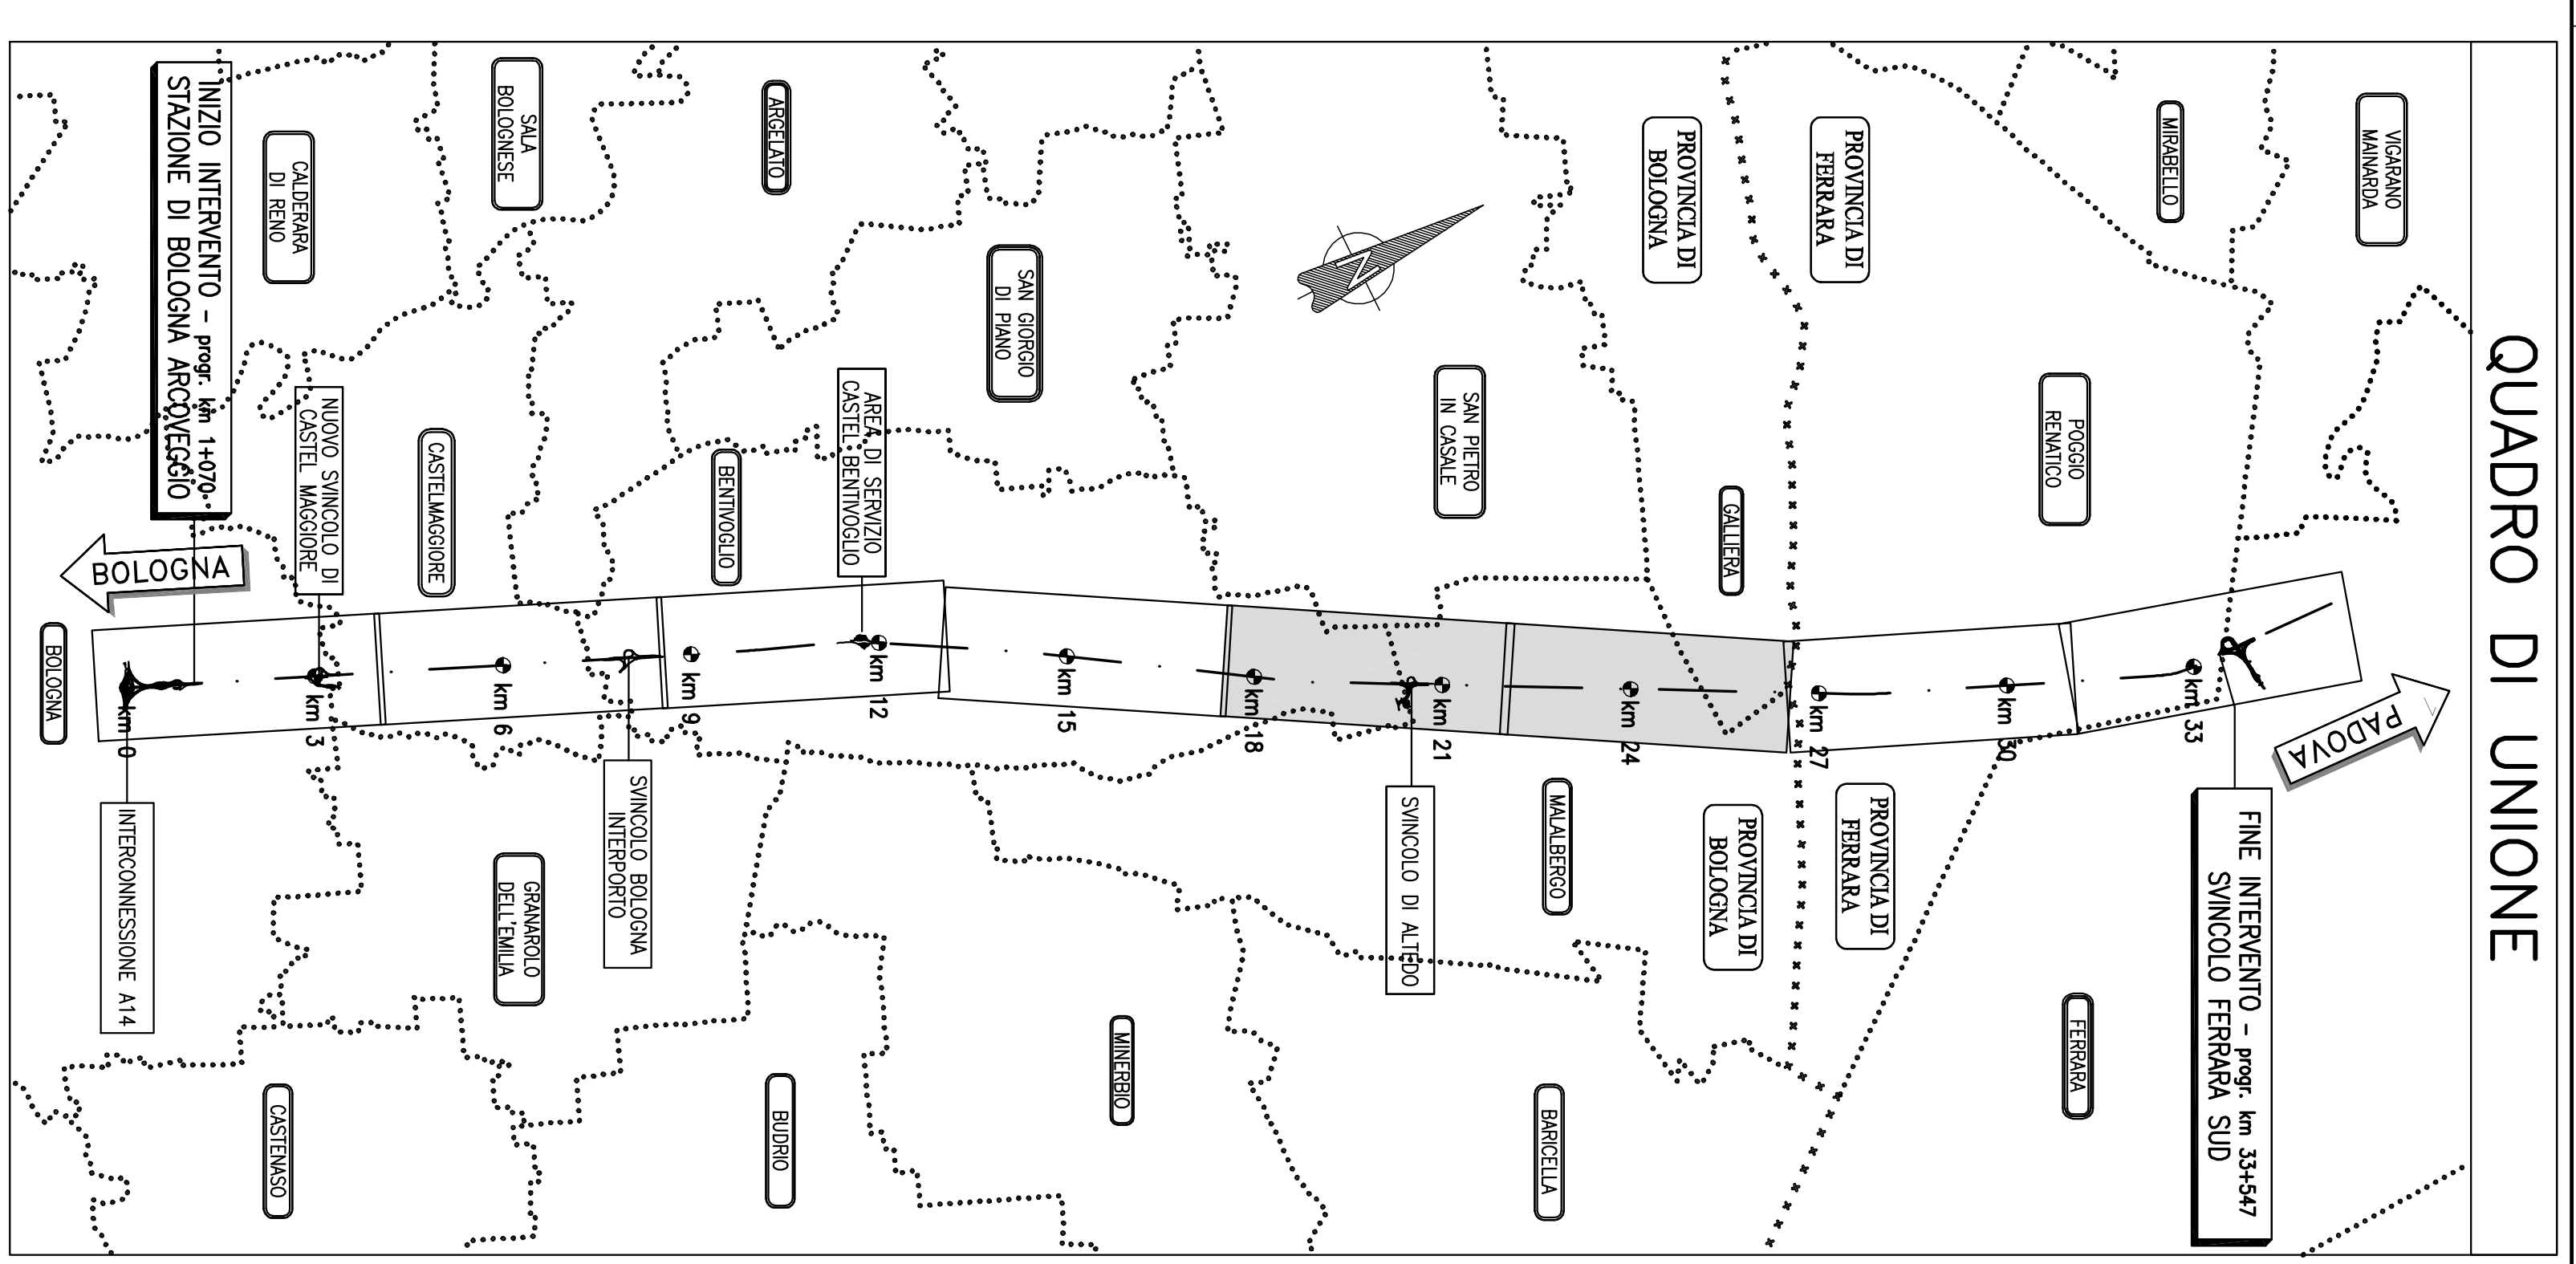 QUADRO DI UNIONE
VIGARANO
MAINARDA
MIRABELLO
POGGIO
RENATICO
PADOVA
FINE INTERVENTO - progr. km 33+547
SVINCOLO FERRARA SUD
FERRARA
PROVINCIA DI
FERRARA
PROVINCIA DI
BOLOGNA
GALLIERA
PROVINCIA DI
FERRARA
PROVINCIA DI
BOLOGNA
SAN PIETRO
IN CASALE
MALALBERGO
BARICELLA
SVINCOLO DI ALTEDO
N
SAN GIORGIO
DI PIANO
MINERBIO
AREA DI SERVIZIO
CASTEL BENTIVOGLIO
ARGELATO
BENTIVOGLIO
BUDRIO
SVINCOLO BOLOGNA
INTERPORTO
SALA
BOLOGNESE
GRANAROLO
DELL'EMILIA
CASTELMAGGIORE
NUOVO SVINCOLO DI
CASTEL MAGGIORE
CALDERARA
DI RENO
CASTENASO
INIZIO INTERVENTO - progr. km 1+070
STAZIONE DI BOLOGNA ARCOVEGGIO
BOLOGNA
INTERCONNESSIONE A14
BOLOGNA
km 33
km 30
km 27
km 24
km 21
km 18
km 15
km 12
km 9
km 6
km 3
km 0